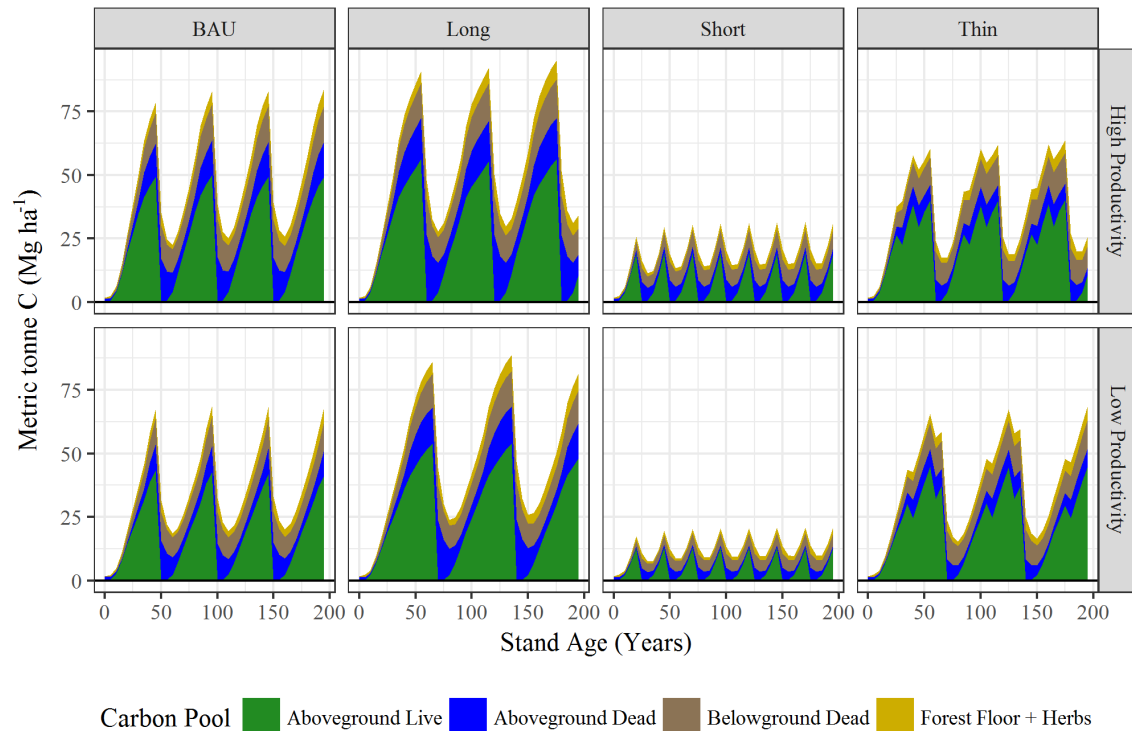 BAU Long Short Thin
High Productivity
75
50
25
0
Low Productivity
75
50
25
0
Metric tonne C (Mg ha⁻¹)
0 50 100 150 200 0 50 100 150 200 0 50 100 150 200 0 50 100 150 200
Stand Age (Years)
Carbon Pool Aboveground Live Aboveground Dead Belowground Dead Forest Floor + Herbs